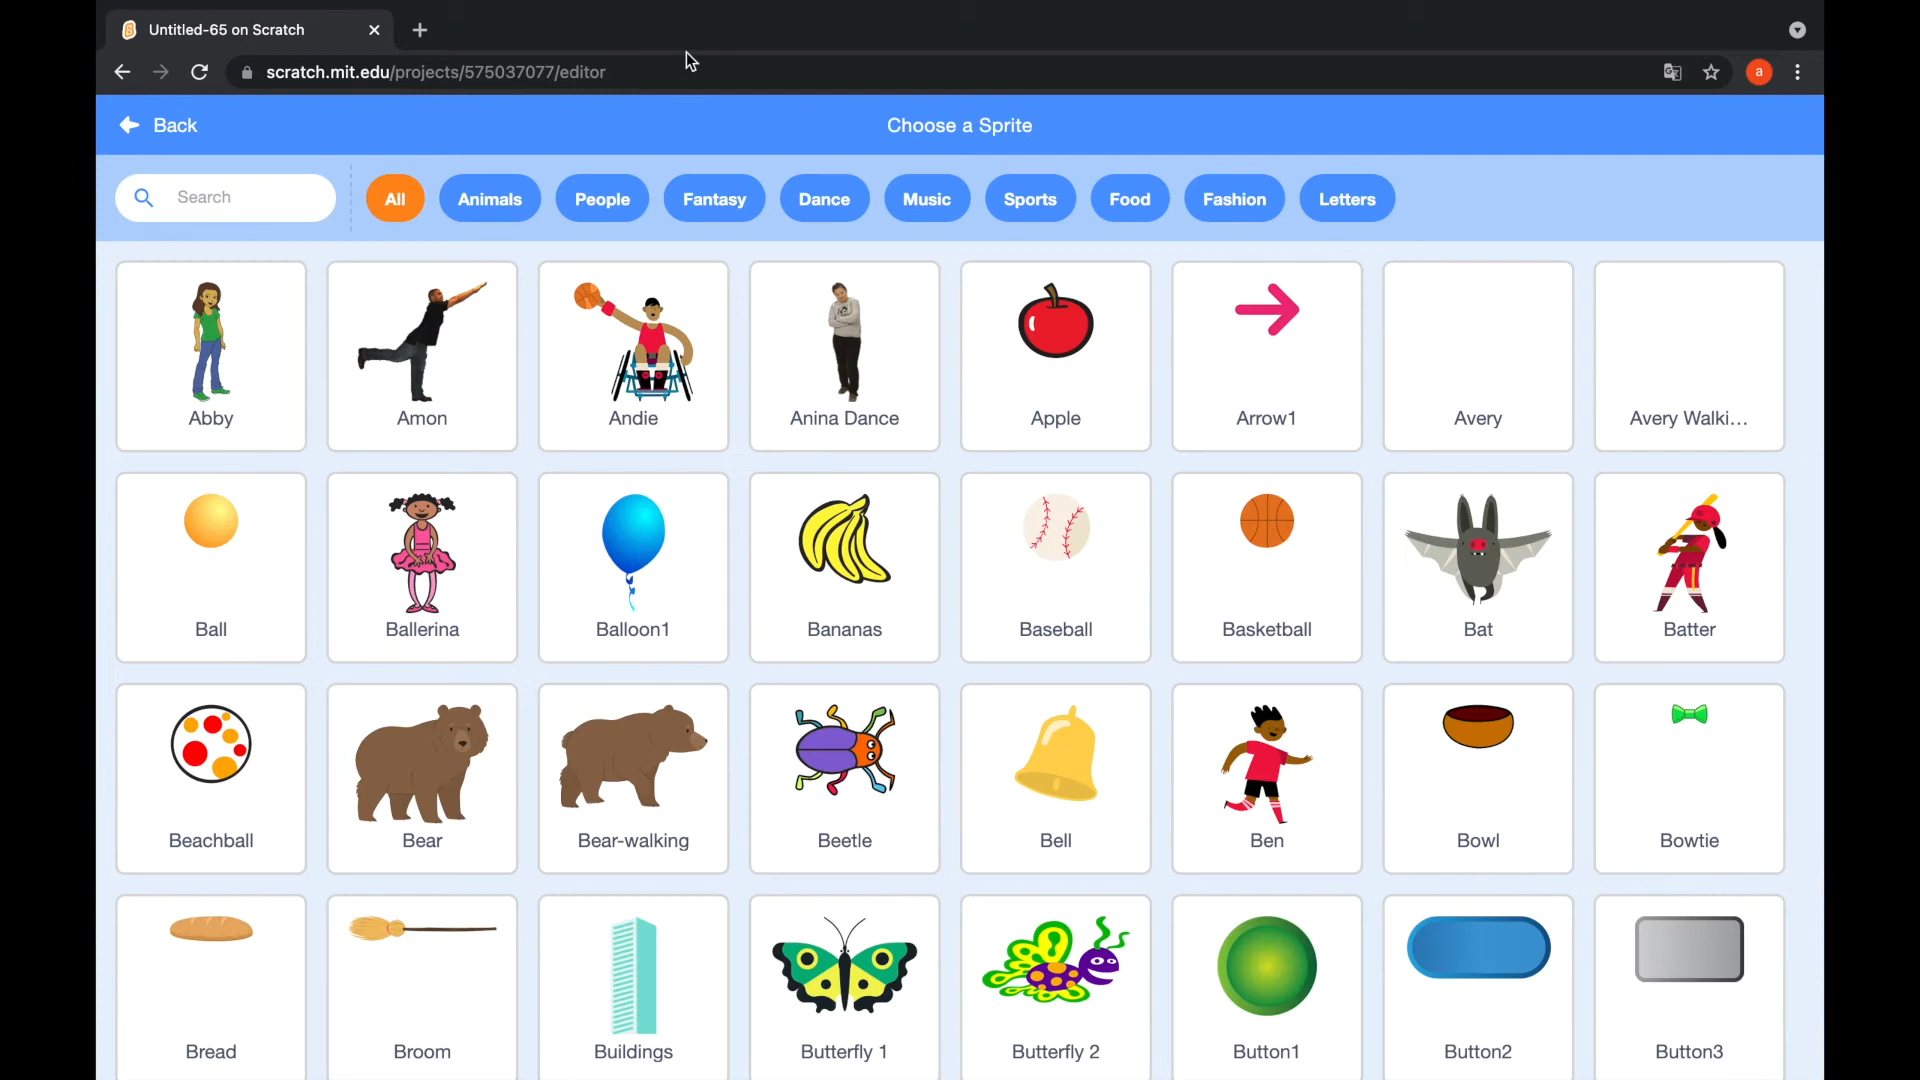 Untitled-65 on Scratch
scratch.mit.edu/projects/575037077/editor
a
Back
Choose a Sprite
Search
All
Animals
People
Fantasy
Dance
Music
Sports
Food
Fashion
Letters
Abby
Amon
Andie
Anina Dance
Apple
Arrow1
Avery
Avery Walki...
Ball
Ballerina
Balloon1
Bananas
Baseball
Basketball
Bat
Batter
Beachball
Bear
Bear-walking
Beetle
Bell
Ben
Bowl
Bowtie
Bread
Broom
Buildings
Butterfly 1
Butterfly 2
Button1
Button2
Button3